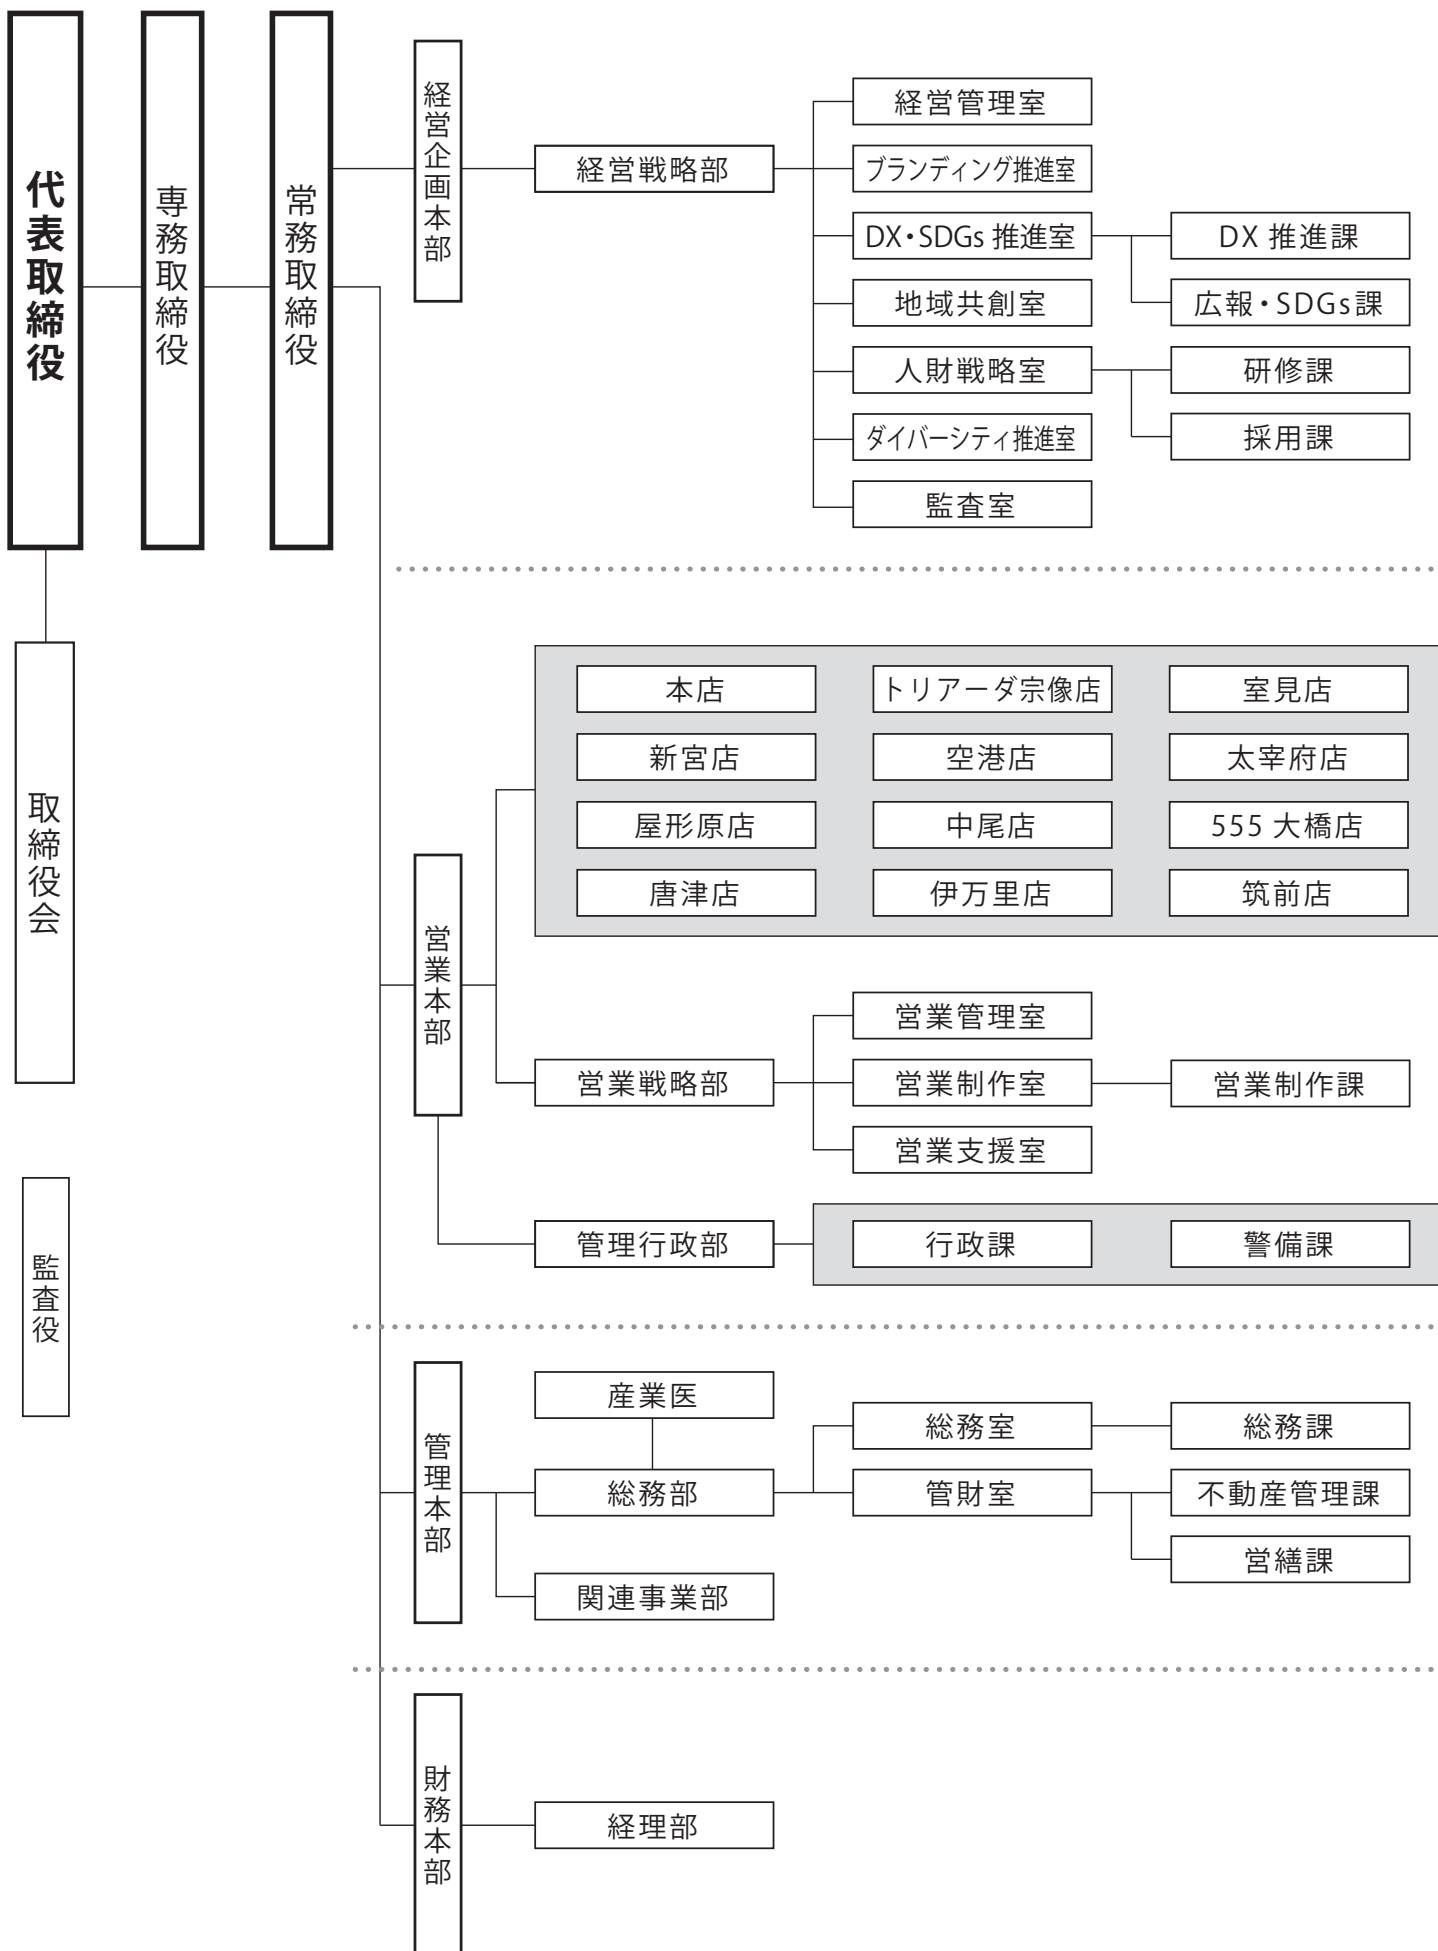 代表取締役
専務取締役
常務取締役
取締役会
監査役
経営企画本部
経営戦略部
経営管理室
ブランディング推進室
DX・SDGs 推進室
DX 推進課
広報・SDGs課
地域共創室
人財戦略室
研修課
採用課
ダイバーシティ推進室
監査室
営業本部
本店
トリアーダ宗像店
室見店
新宮店
空港店
太宰府店
屋形原店
中尾店
555 大橋店
唐津店
伊万里店
筑前店
営業戦略部
営業管理室
営業制作室
営業制作課
営業支援室
管理行政部
行政課
警備課
管理本部
産業医
総務部
総務室
総務課
管財室
不動産管理課
営繕課
関連事業部
財務本部
経理部